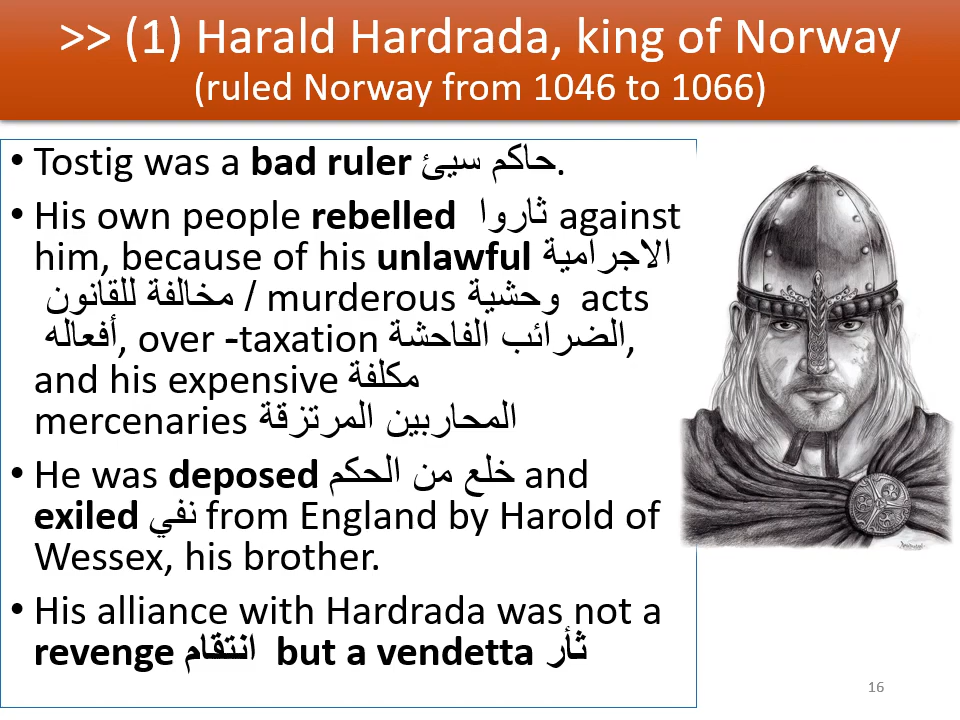 >> (1) Harald Hardrada, king of Norway
(ruled Norway from 1046 to 1066)
• Tostig was a bad ruler حاكم سيئ.
• His own people rebelled ثاروا against
him, because of his unlawful الاجرامية
مخالفة للقانون / murderous وحشية acts
أفعاله, over -taxation الضرائب الفاحشة,
and his expensive مكلفة
mercenaries المحاربين المرتزقة
• He was deposed خلع من الحكم and
exiled نفي from England by Harold of
Wessex, his brother.
• His alliance with Hardrada was not a
revenge انتقام but a vendetta ثأر
16